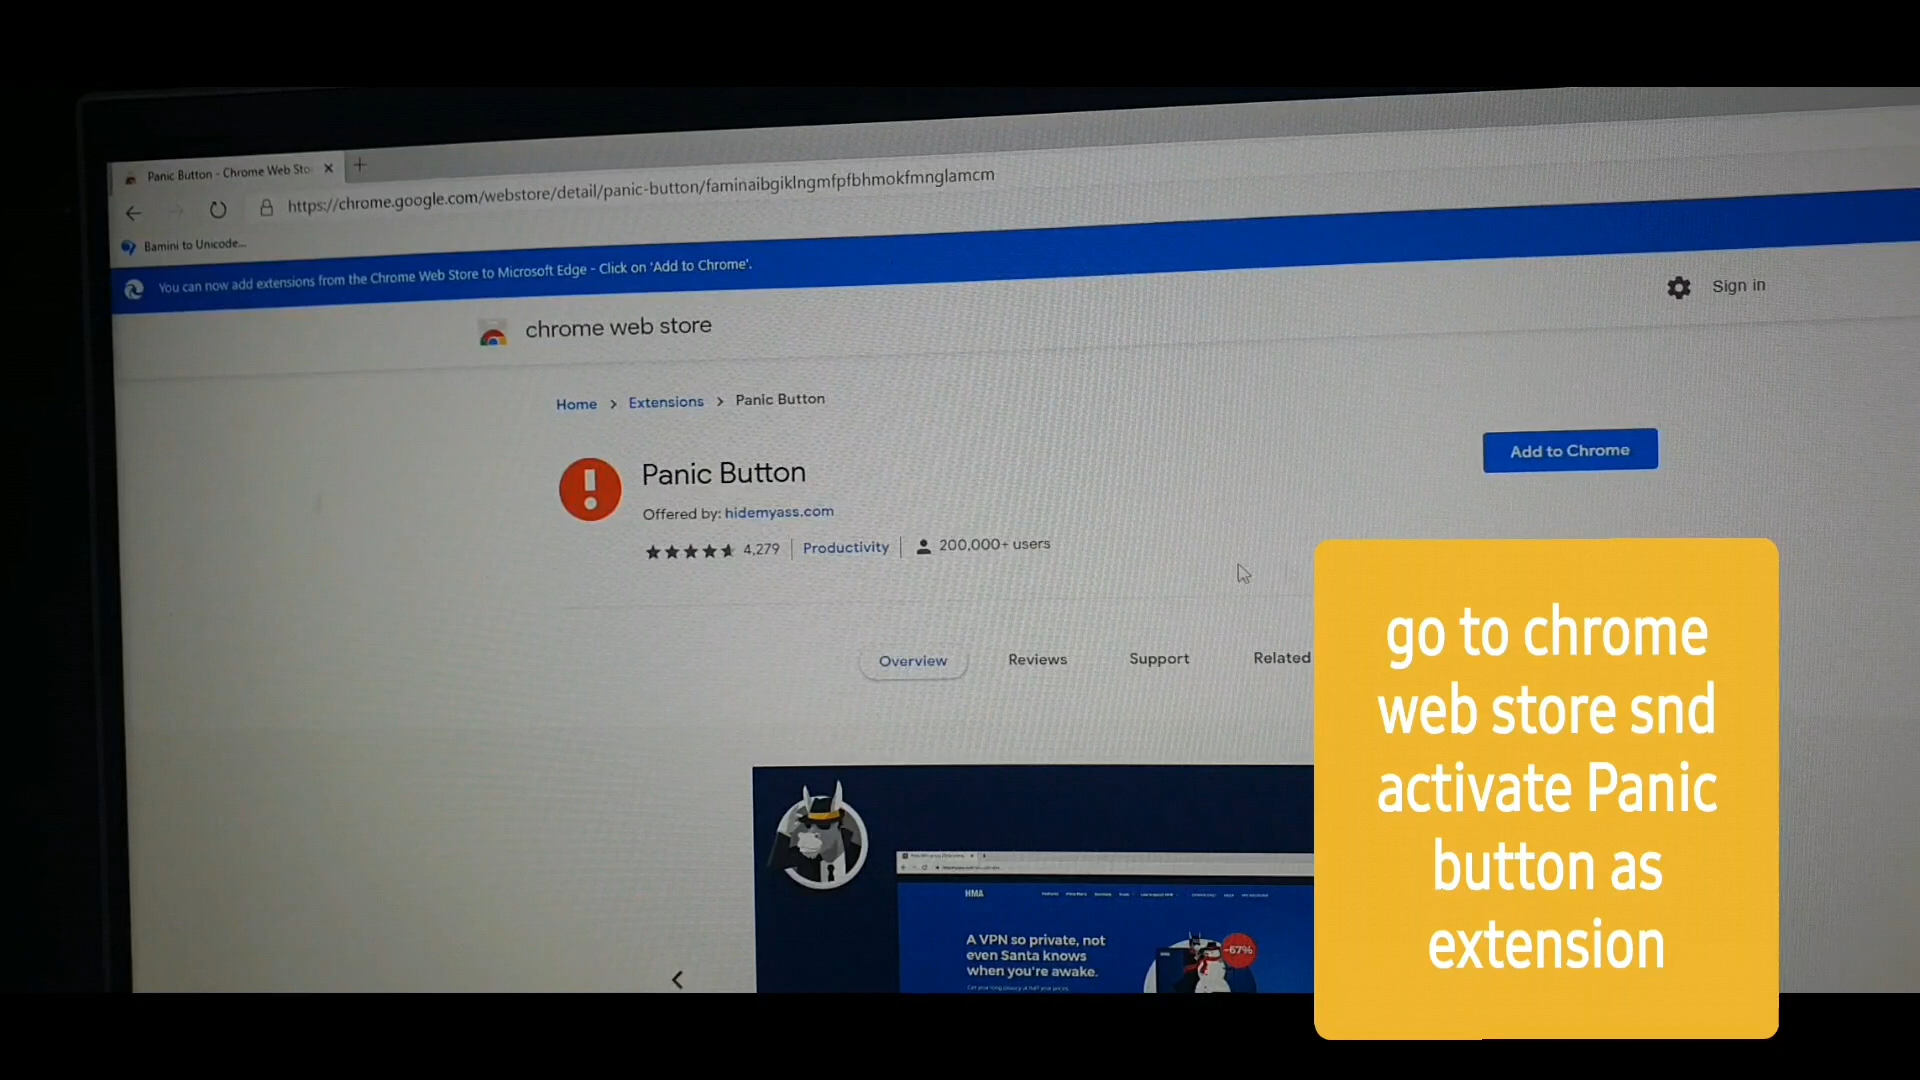 Panic Button - Chrome Web Sto
https://chrome.google.com/webstore/detail/panic-button/faminaibgiklngmfpfbhmokfmnglamcm
Bamini to Unicode...
You can now add extensions from the Chrome Web Store to Microsoft Edge - Click on 'Add to Chrome'.
chrome web store
Sign in
Home > Extensions > Panic Button
Add to Chrome
Panic Button
Offered by: hidemyass.com
4,279 | Productivity | 200,000+ users
Overview
Reviews
Support
Related
HMA
A VPN so private, not
even Santa knows
when you're awake.
-67%
go to chrome
web store snd
activate Panic
button as
extension